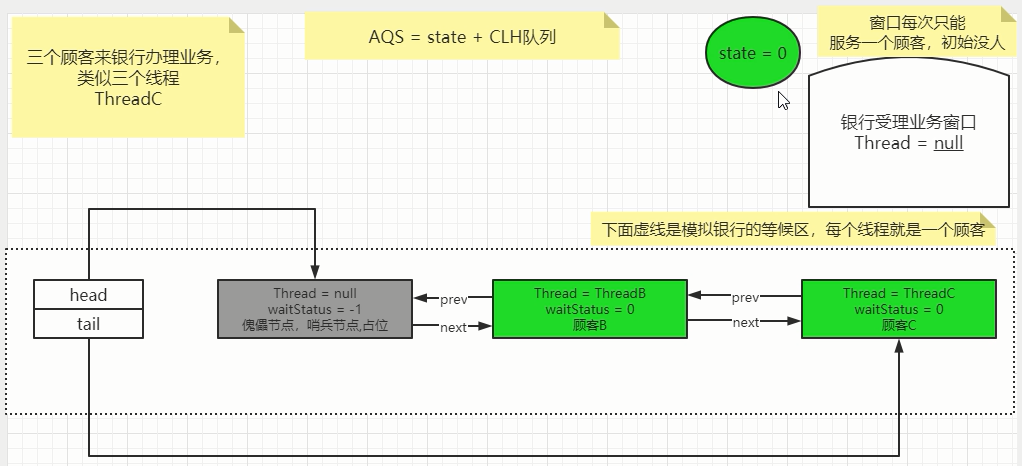 三个顾客来银行办理业务，
类似三个线程
ThreadC
AQS = state + CLH队列
state = 0
窗口每次只能
服务一个顾客，初始没人
银行受理业务窗口
Thread = null
下面虚线是模拟银行的等候区，每个线程就是一个顾客
head
tail
Thread = null
waitStatus = -1
傀儡节点，哨兵节点,占位
prev
next
Thread = ThreadB
waitStatus = 0
顾客B
prev
next
Thread = ThreadC
waitStatus = 0
顾客C